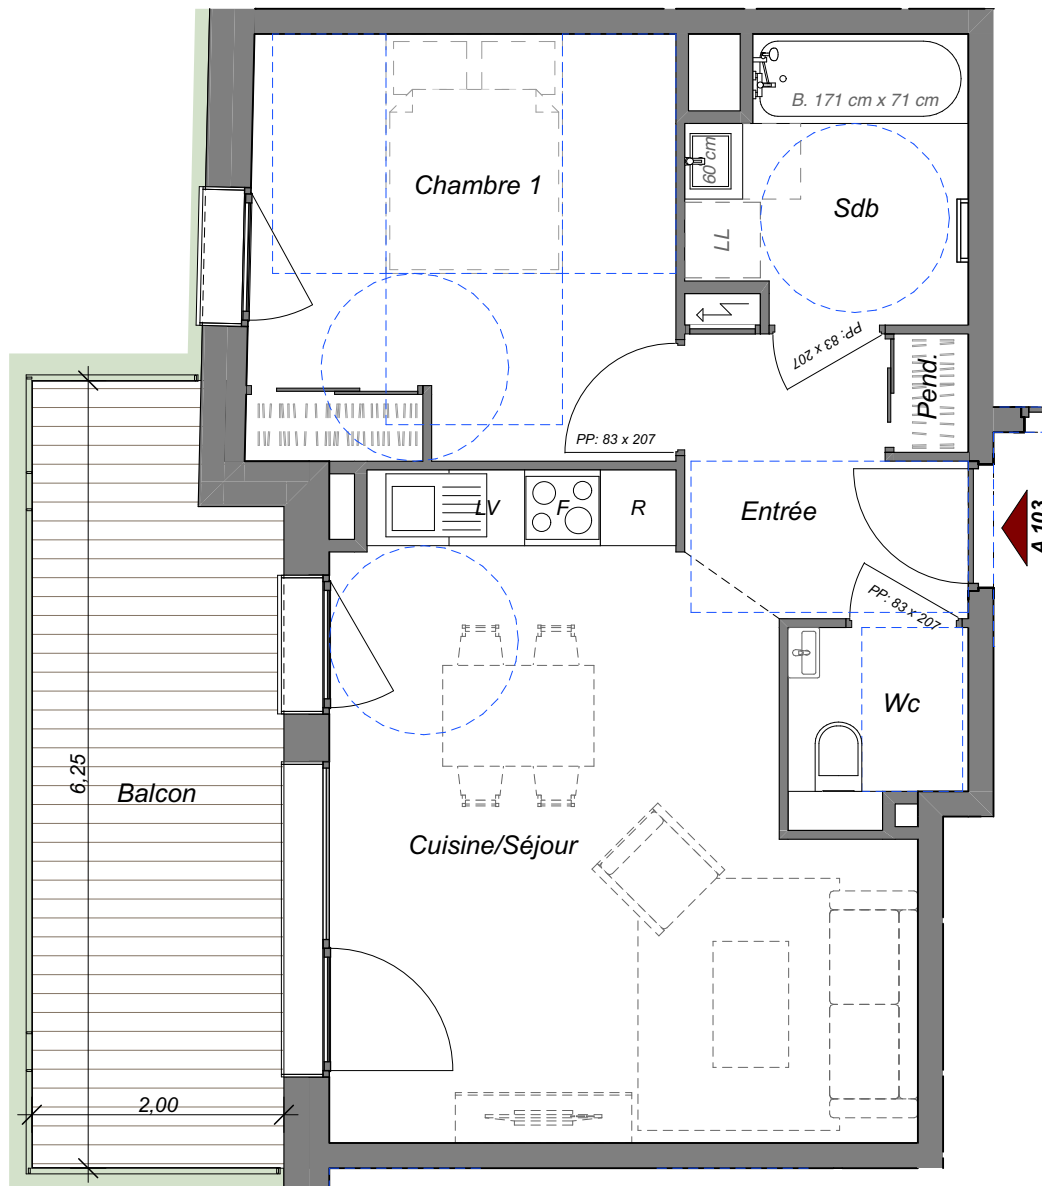 B. 171 cm x 71 cm
60 cm
Chambre 1
Sdb
LL
PP: 83 x 207
Pend.
PP: 83 x 207
LV
F
R
Entrée
A 103
PP: 83 x 207
Wc
6,25
Balcon
Cuisine/Séjour
2,00